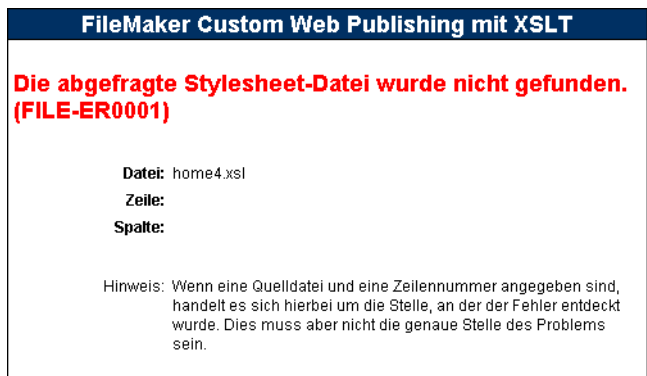 FileMaker Custom Web Publishing mit XSLT
Die abgefragte Stylesheet-Datei wurde nicht gefunden.
(FILE-ER0001)
Datei: home4.xsl
Zeile:
Spalte:
Hinweis: Wenn eine Quelldatei und eine Zeilennummer angegeben sind,
handelt es sich hierbei um die Stelle, an der der Fehler entdeckt
wurde. Dies muss aber nicht die genaue Stelle des Problems
sein.